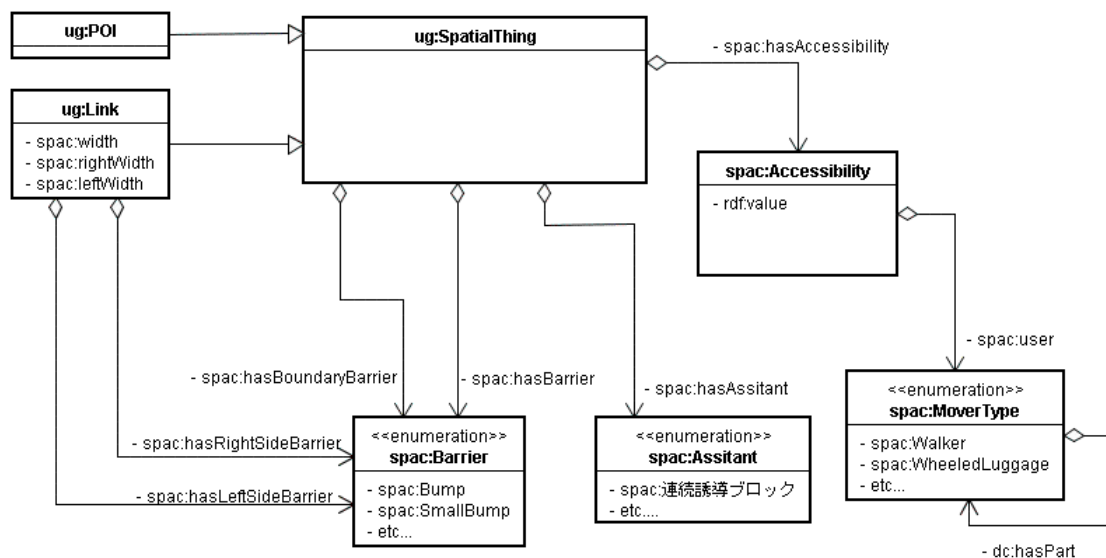 ug:POI
ug:SpatialThing
- spac:hasAccessibility
ug:Link
- spac:width
- spac:rightWidth
- spac:leftWidth
spac:Accessibility
- rdf:value
- spac:user
- spac:hasBoundaryBarrier
- spac:hasBarrier
- spac:hasAssitant
- spac:hasRightSideBarrier
- spac:hasLeftSideBarrier
<<enumeration>>
spac:Barrier
- spac:Bump
- spac:SmallBump
- etc...
<<enumeration>>
spac:Assitant
- spac:連続誘導ブロック
- etc....
<<enumeration>>
spac:MoverType
- spac:Walker
- spac:WheeledLuggage
- etc...
- dc:hasPart